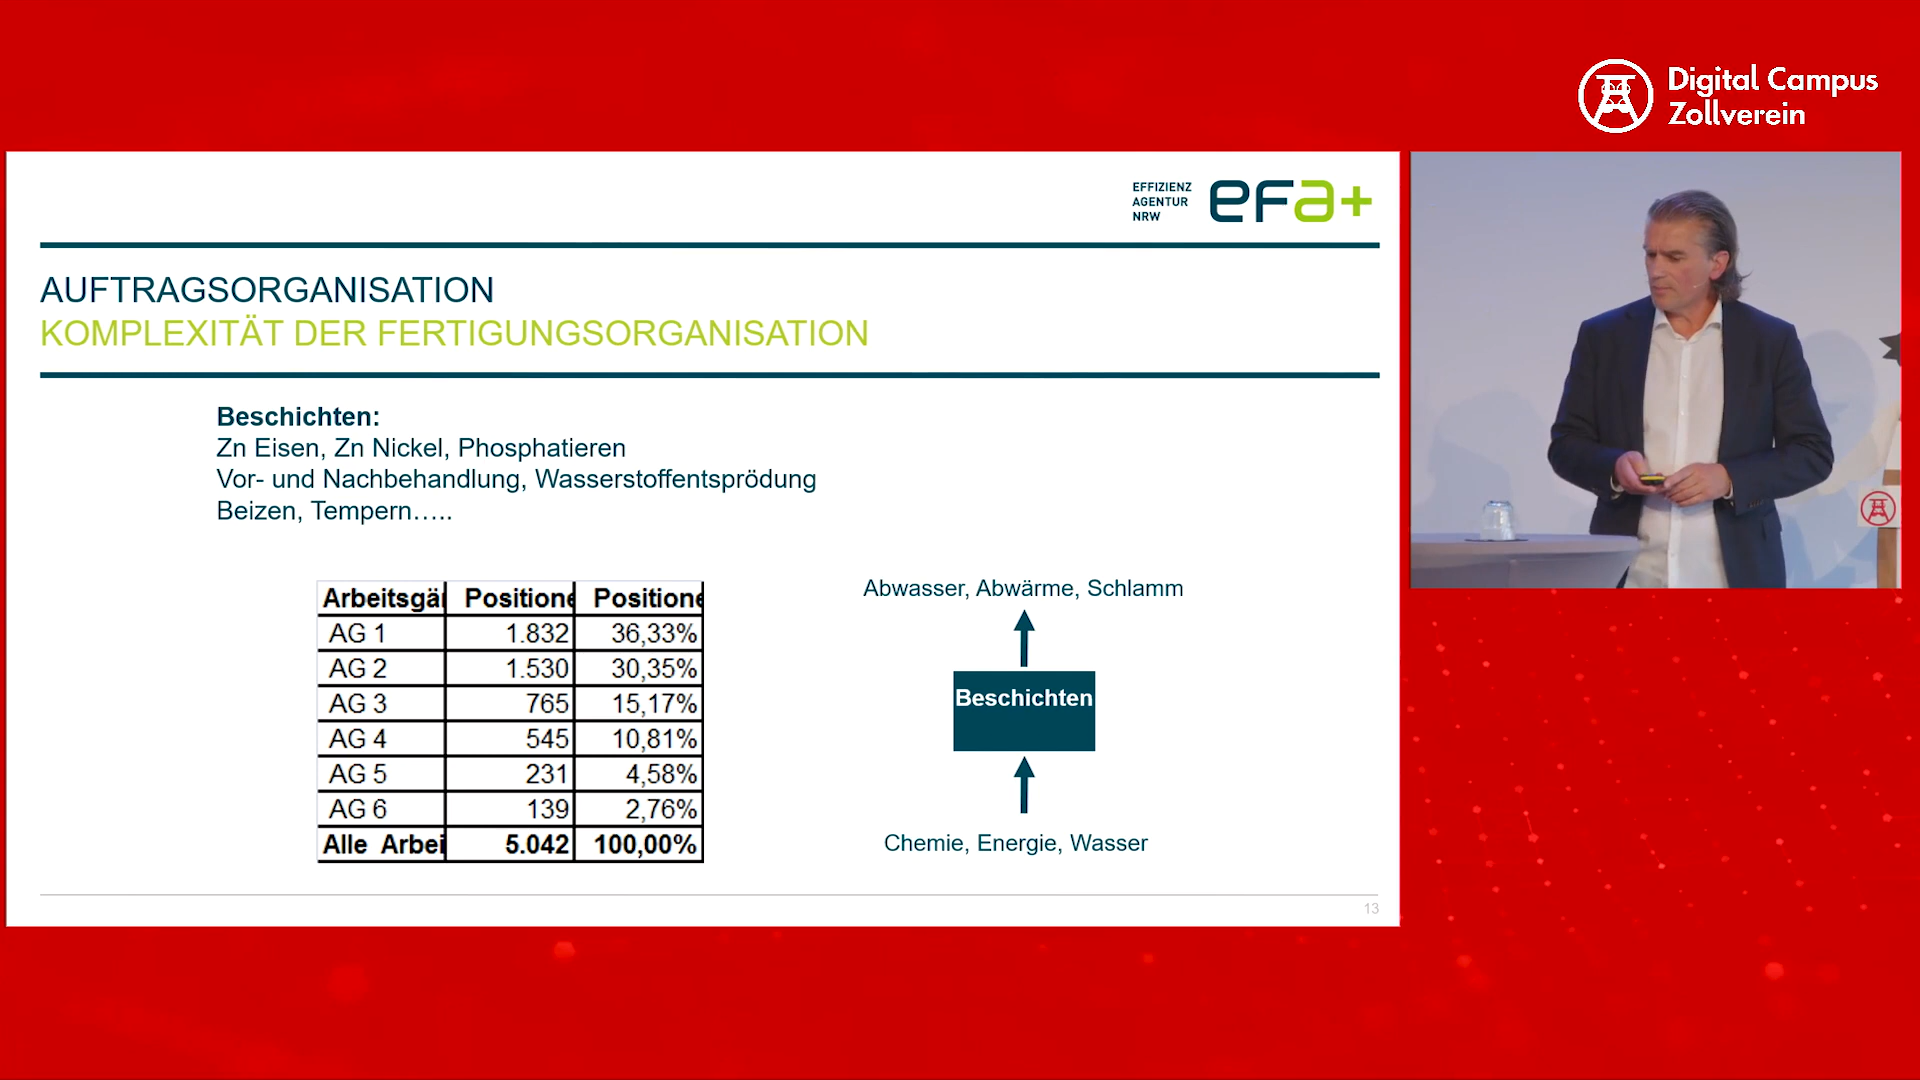 Digital Campus
Zollverein
EFFIZIENZ
AGENTUR
NRW
efa+
AUFTRAGSORGANISATION
KOMPLEXITÄT DER FERTIGUNGSORGANISATION
Beschichten:
Zn Eisen, Zn Nickel, Phosphatieren
Vor- und Nachbehandlung, Wasserstoffentsprödung
Beizen, Tempern…..
Arbeitsgä Positione Positione
AG 1 1.832 36,33%
AG 2 1.530 30,35%
AG 3 765 15,17%
AG 4 545 10,81%
AG 5 231 4,58%
AG 6 139 2,76%
Alle Arbei 5.042 100,00%
Abwasser, Abwärme, Schlamm
Beschichten
Chemie, Energie, Wasser
13